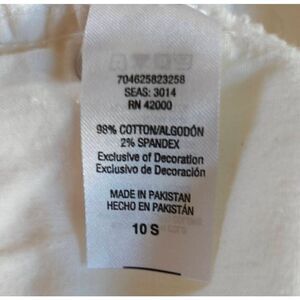 704625823258
SEAS: 3014
RN 42000
98% COTTON/ALGODÓN
2% SPANDEX
Exclusive of Decoration
Exclusivo de Decoración
MADE IN PAKISTAN
HECHO EN PAKISTÁN
10 S